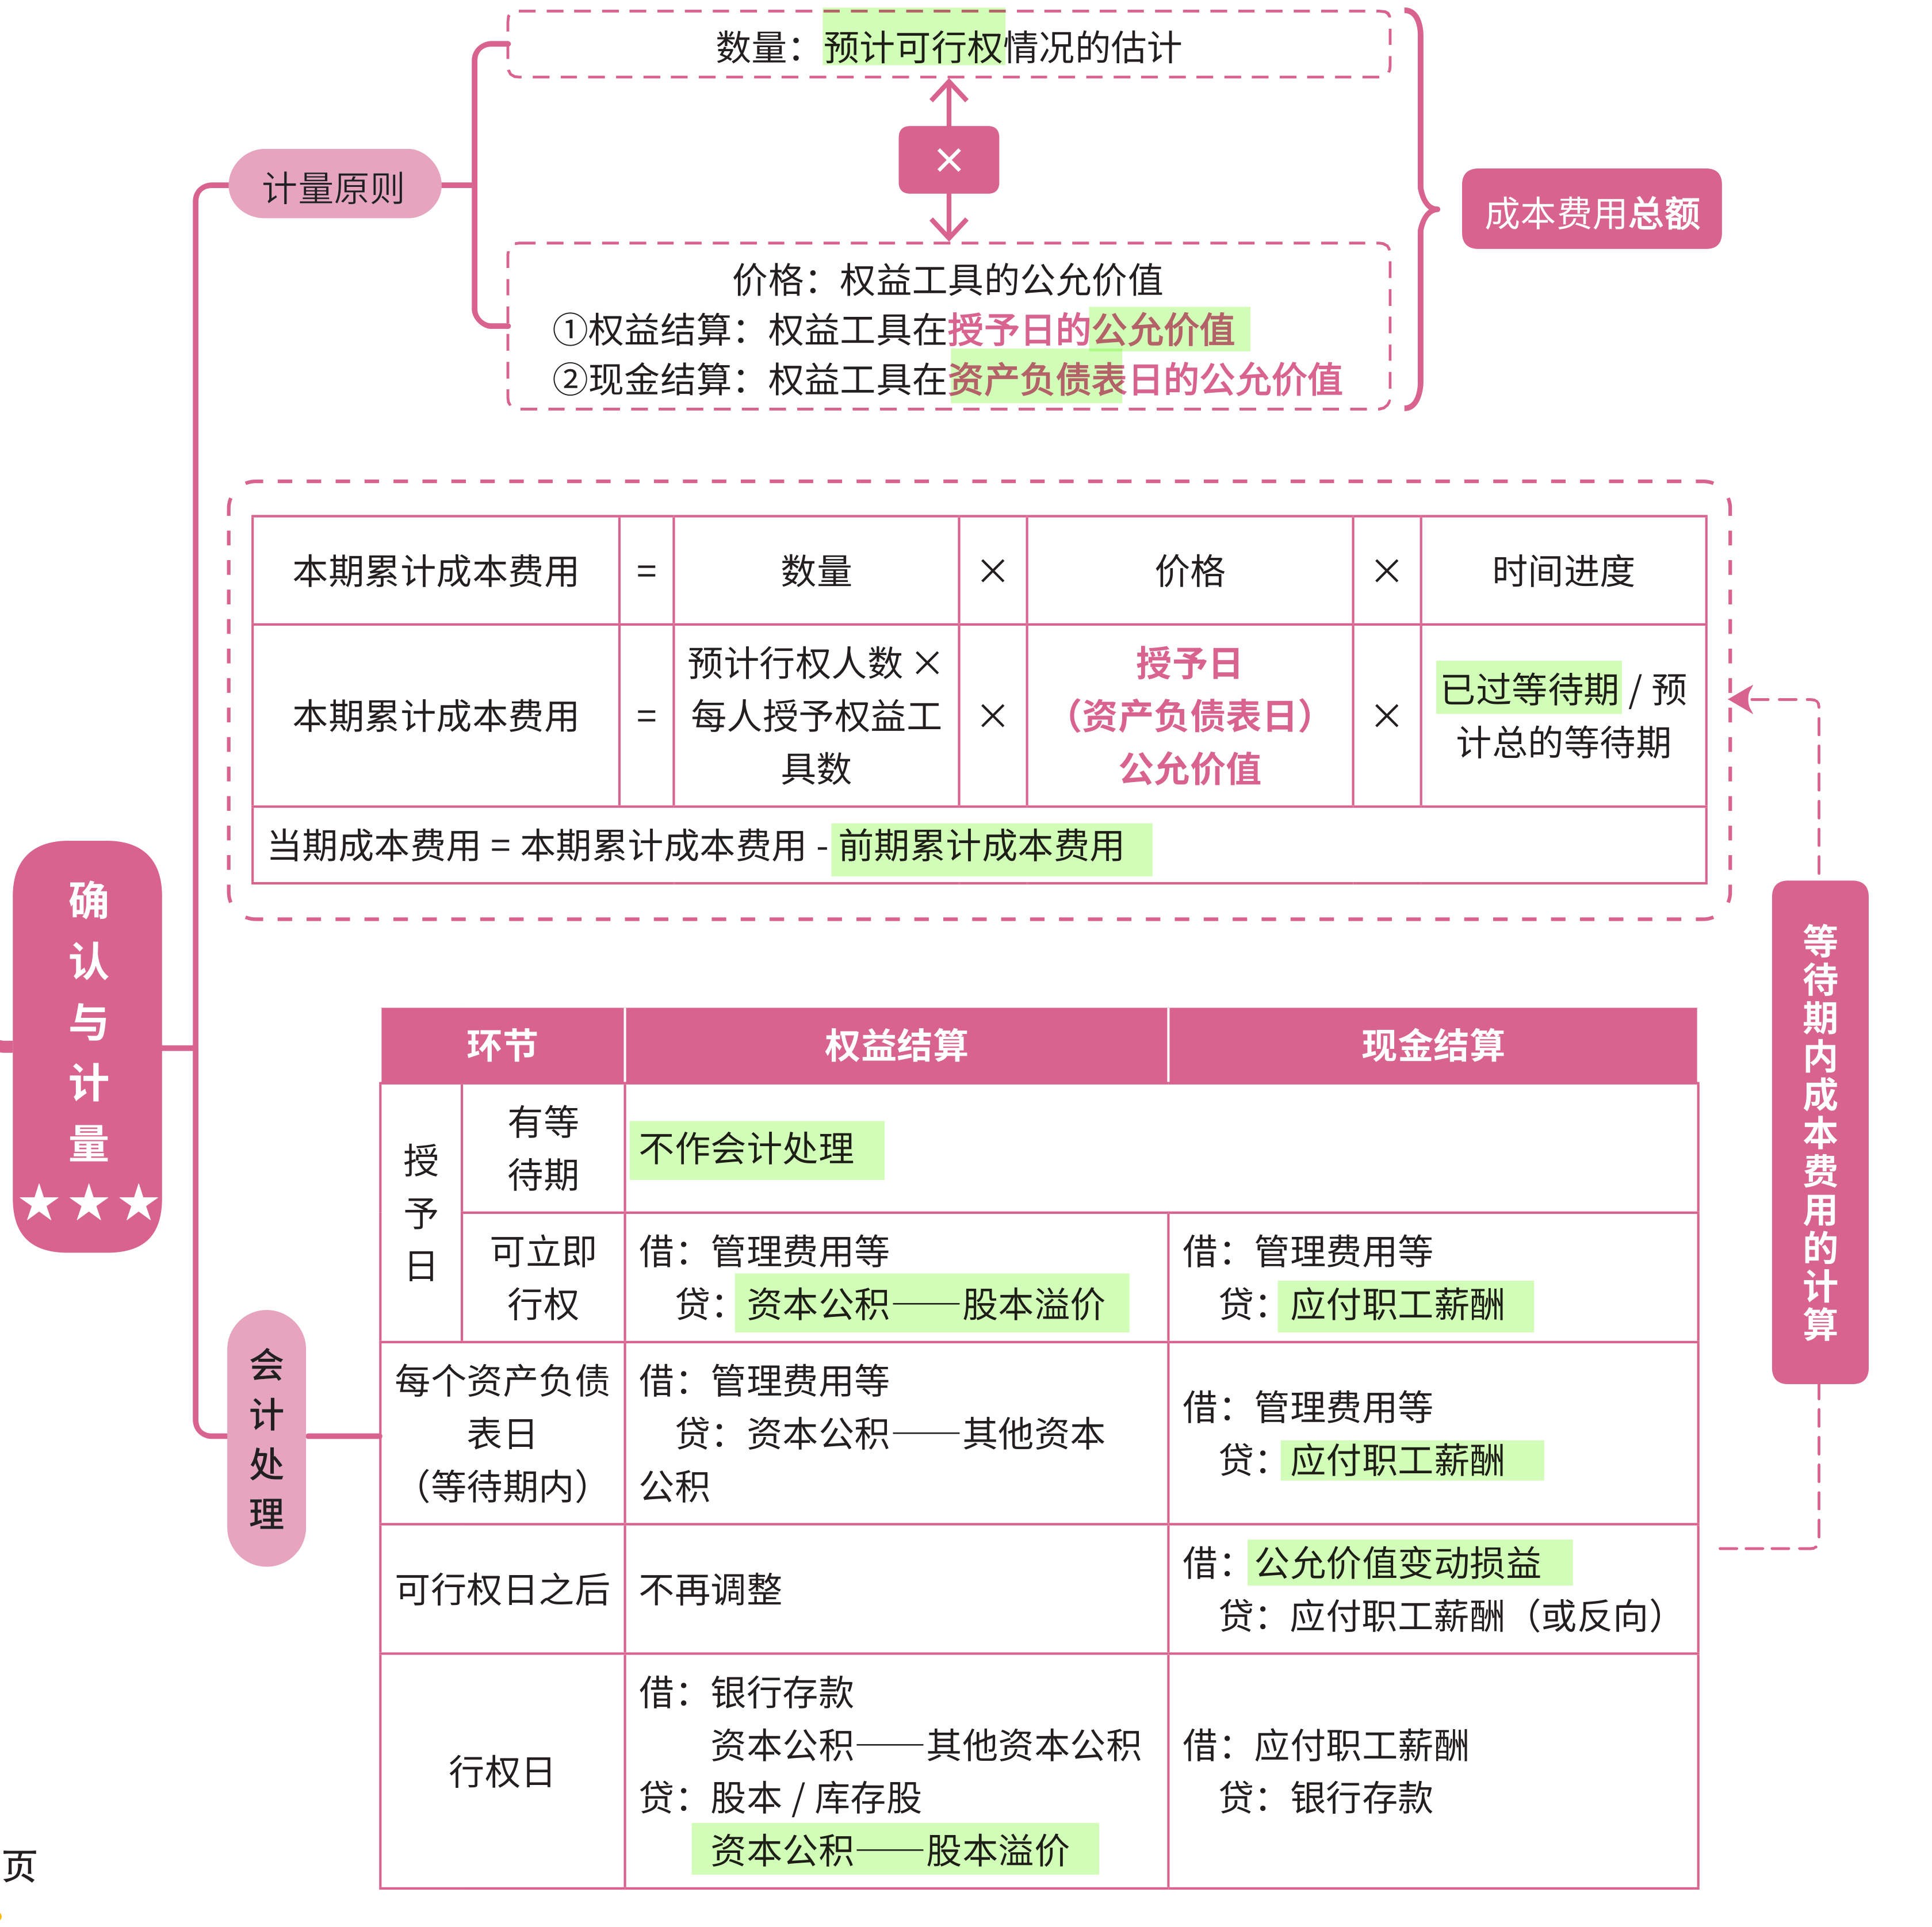 数量：预计可行权情况的估计
×
计量原则
成本费用总额
价格：权益工具的公允价值
①权益结算：权益工具在授予日的公允价值
②现金结算：权益工具在资产负债表日的公允价值
本期累计成本费用 = 数量 × 价格 × 时间进度
本期累计成本费用 =
预计行权人数 ×
每人授予权益工
具数
×
授予日
（资产负债表日）
公允价值
×
已过等待期 / 预
计总的等待期
当期成本费用 = 本期累计成本费用 - 前期累计成本费用
确
认
与
计
量
★★★
等
待
期
内
成
本
费
用
的
计
算
会
计
处
理
环节 权益结算 现金结算
授
予
日
有等
待期
不作会计处理
可立即
行权
借：管理费用等
贷：资本公积——股本溢价
借：管理费用等
贷：应付职工薪酬
每个资产负债
表日
（等待期内）
借：管理费用等
贷：资本公积——其他资本
公积
借：管理费用等
贷：应付职工薪酬
可行权日之后
不再调整
借：公允价值变动损益
贷：应付职工薪酬（或反向）
行权日
借：银行存款
资本公积——其他资本公积
贷：股本 / 库存股
资本公积——股本溢价
借：应付职工薪酬
贷：银行存款
页